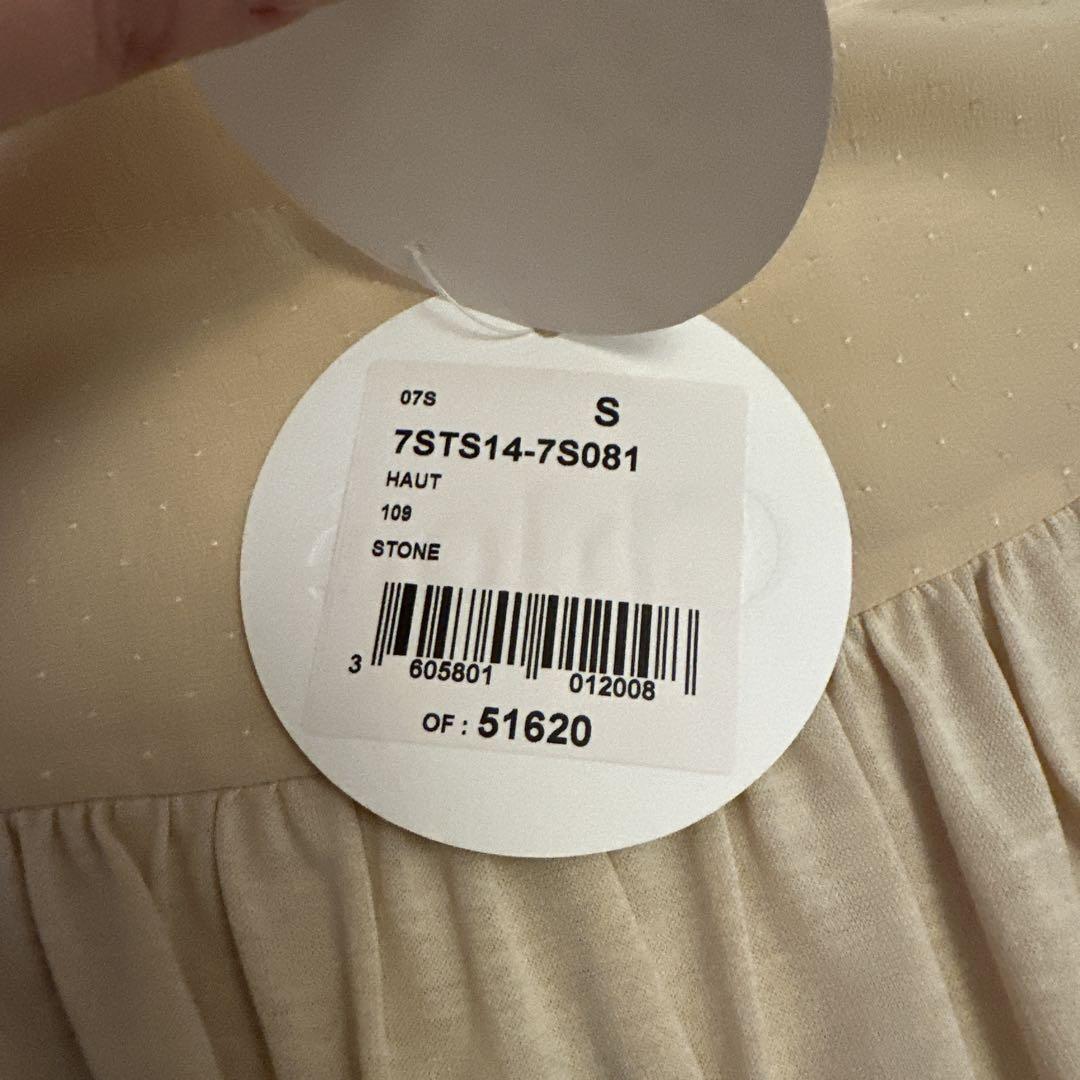 07S S
7STS14-7S081
HAUT
109
STONE
3 605801 012008
OF : 51620